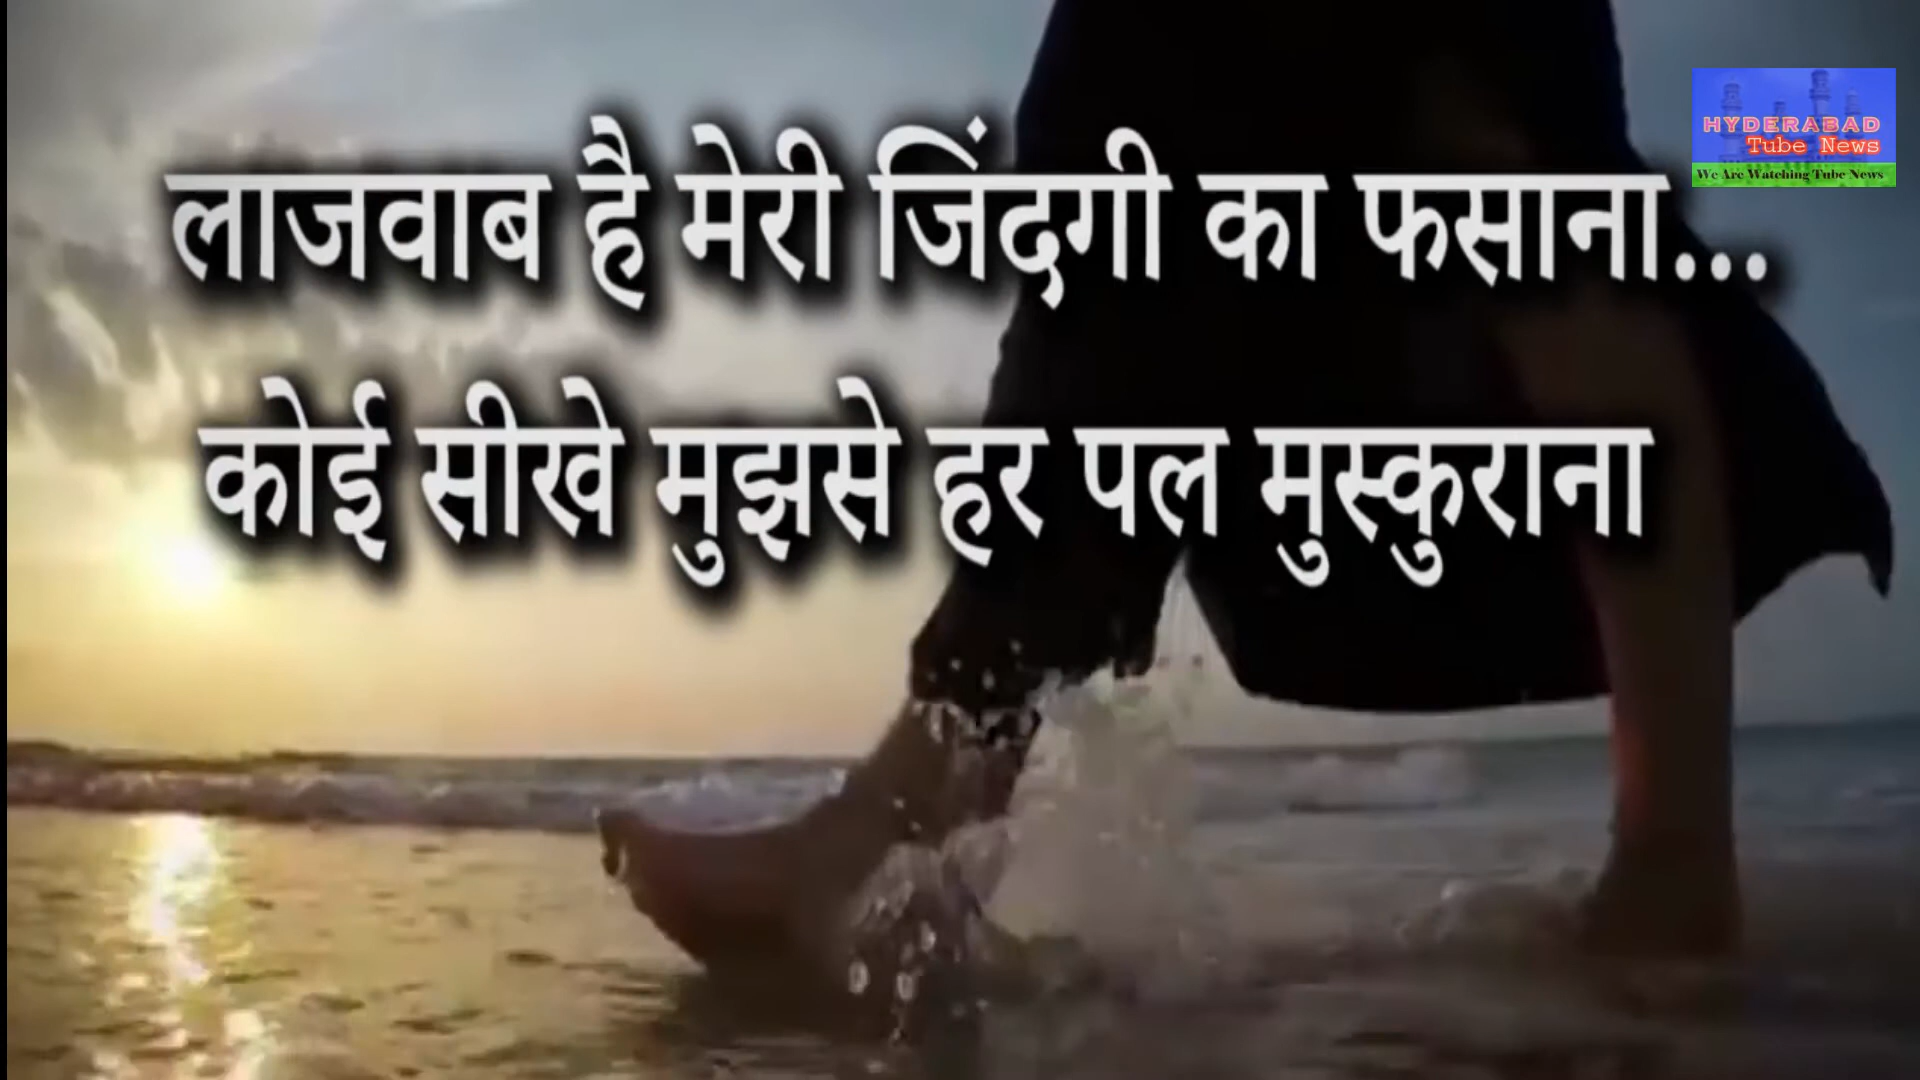 लाजवाब है मेरी जिंदगी का फसाना...
कोई सीखे मुझसे हर पल मुस्कुराना
HYDERABAD
Tube News
We Are Watching Tube News